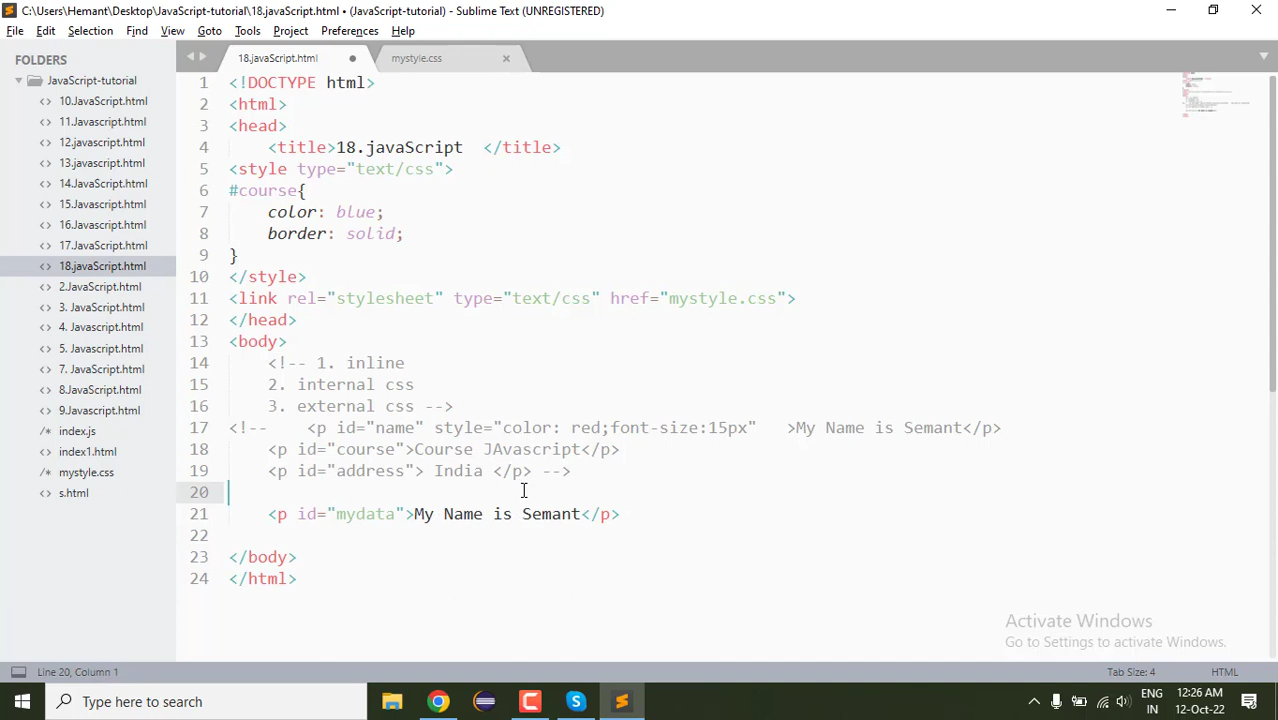 C:\Users\Hemant\Desktop\JavaScript-tutorial\18.javaScript.html • (JavaScript-tutorial) - Sublime Text (UNREGISTERED)
File Edit Selection Find View Goto Tools Project Preferences Help
FOLDERS
JavaScript-tutorial
10.JavaScript.html
11.Javascript.html
12.javascript.html
13.javascript.html
14.JavaScript.html
15.JavaScript.html
16.Javascript.html
17.JavaScript.html
18.javaScript.html
2.JavaScript.html
3. JavaScript.html
4. Javascript.html
5. Javascript.html
7. JavaScript.html
8.JavaScript.html
9.Javascript.html
index.js
index1.html
mystyle.css
s.html
18.javaScript.html mystyle.css
1 <!DOCTYPE html>
2 <html>
3 <head>
4 <title>18.javaScript </title>
5 <style type="text/css">
6 #course{
7 color: blue;
8 border: solid;
9 }
10 </style>
11 <link rel="stylesheet" type="text/css" href="mystyle.css">
12 </head>
13 <body>
14 <!-- 1. inline
15 2. internal css
16 3. external css -->
17 <!-- <p id="name" style="color: red;font-size:15px" >My Name is Semant</p>
18 <p id="course">Course JAvascript</p>
19 <p id="address"> India </p> -->
20
21 <p id="mydata">My Name is Semant</p>
22
23 </body>
24 </html>
Activate Windows
Go to Settings to activate Windows.
Line 20, Column 1 Tab Size: 4 HTML
Type here to search
ENG
IN
12:26 AM
12-Oct-22